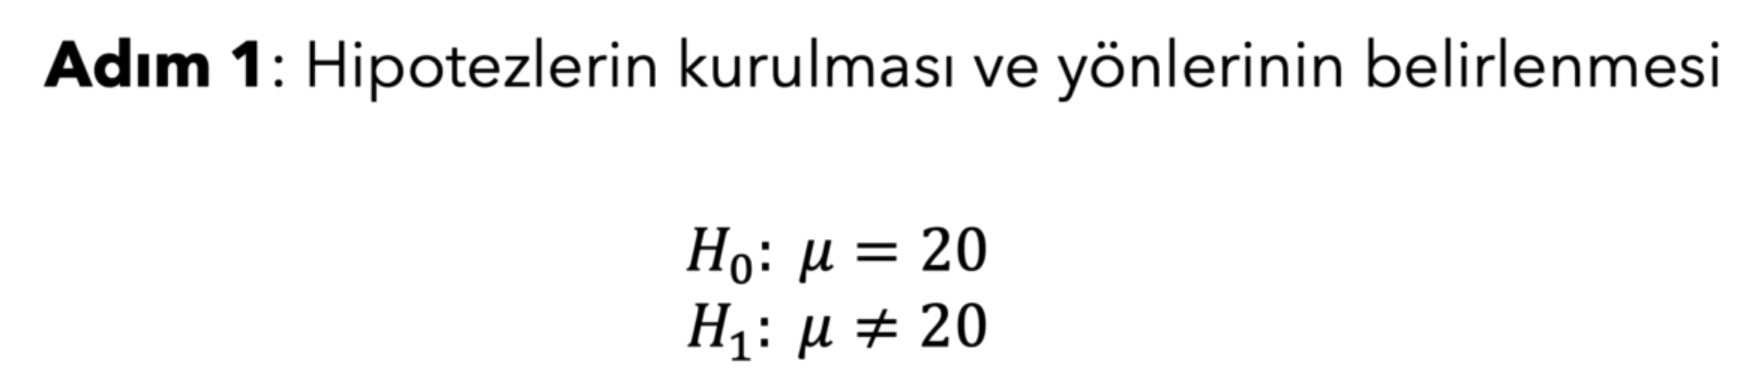 Adım 1: Hipotezlerin kurulması ve yönlerinin belirlenmesi
H₀: μ = 20
H₁: μ ≠ 20